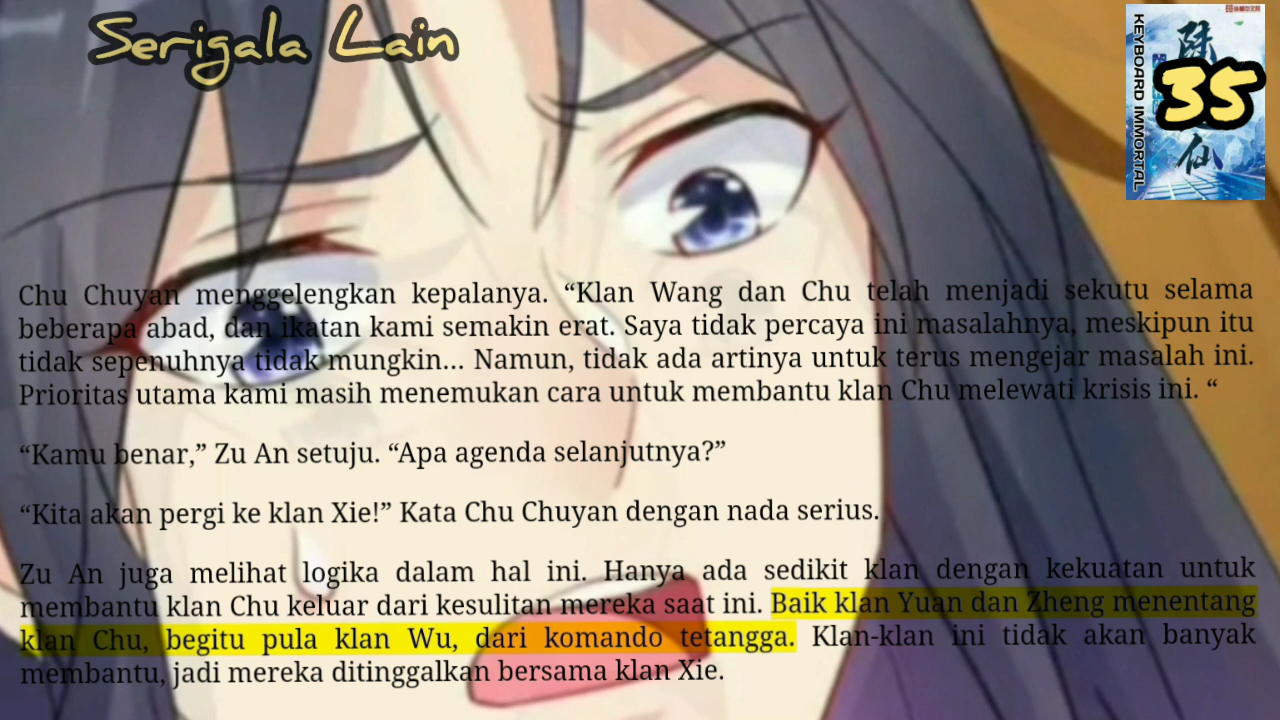 Serigala Lain
35
KEYBOARD IMMORTAL
仙
Chu Chuyan menggelengkan kepalanya. “Klan Wang dan Chu telah menjadi sekutu selama
beberapa abad, dan ikatan kami semakin erat. Saya tidak percaya ini masalahnya, meskipun itu
tidak sepenuhnya tidak mungkin… Namun, tidak ada artinya untuk terus mengejar masalah ini.
Prioritas utama kami masih menemukan cara untuk membantu klan Chu melewati krisis ini. “
“Kamu benar,” Zu An setuju. “Apa agenda selanjutnya?”
“Kita akan pergi ke klan Xie!” Kata Chu Chuyan dengan nada serius.
Zu An juga melihat logika dalam hal ini. Hanya ada sedikit klan dengan kekuatan untuk
membantu klan Chu keluar dari kesulitan mereka saat ini. Baik klan Yuan dan Zheng menentang
klan Chu, begitu pula klan Wu, dari komando tetangga. Klan-klan ini tidak akan banyak
membantu, jadi mereka ditinggalkan bersama klan Xie.